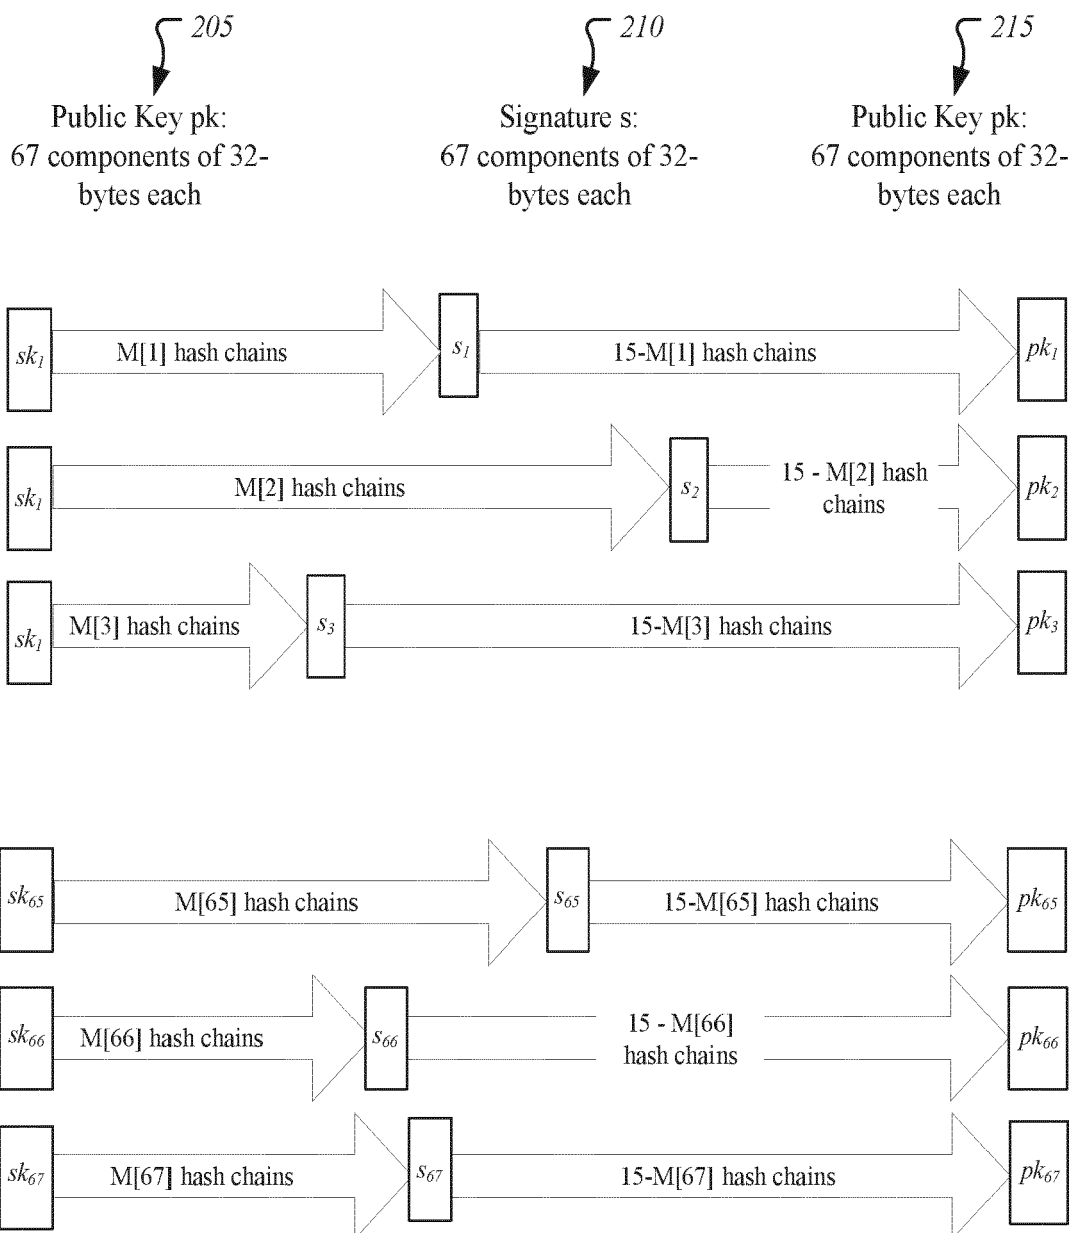 205 210 215
Public Key pk: Signature s: Public Key pk:
67 components of 32- 67 components of 32- 67 components of 32-
bytes each bytes each bytes each
sk1 M[1] hash chains s1 15-M[1] hash chains pk1
sk1 M[2] hash chains s2 15 - M[2] hash pk2
chains
sk1 M[3] hash chains s3 15-M[3] hash chains pk3
sk65 M[65] hash chains s65 15-M[65] hash chains pk65
sk66 M[66] hash chains s66 15 - M[66] pk66
hash chains
sk67 M[67] hash chains s67 15-M[67] hash chains pk67